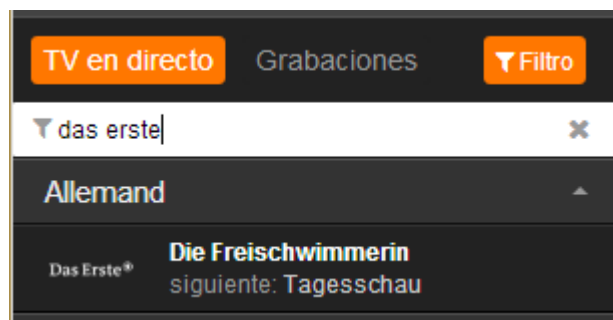 TV en directo Grabaciones Filtro
das erste
Allemand
Das Erste®
Die Freischwimmerin
siguiente: Tagesschau